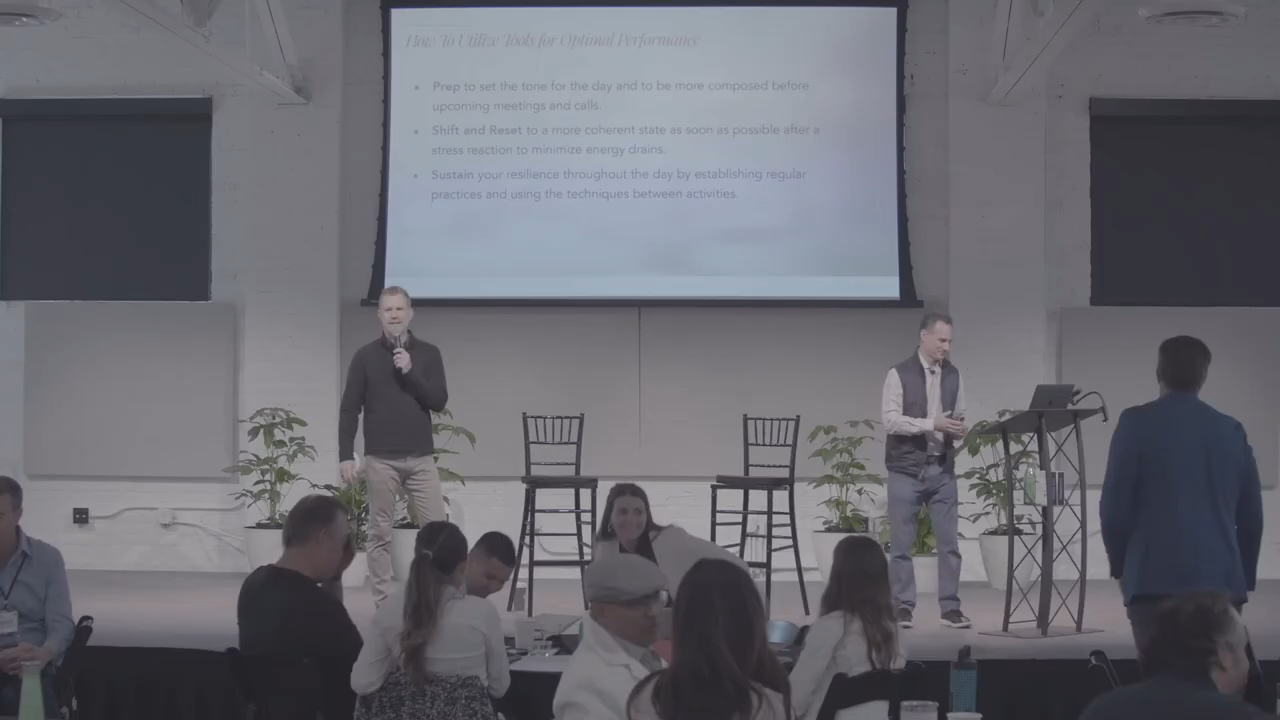 How To Utilize Tools for Optimal Performance
• Prep to set the tone for the day and to be more composed before
upcoming meetings and calls.
• Shift and Reset to a more coherent state as soon as possible after a
stress reaction to minimize energy drains.
• Sustain your resilience throughout the day by establishing regular
practices and using the techniques between activities.